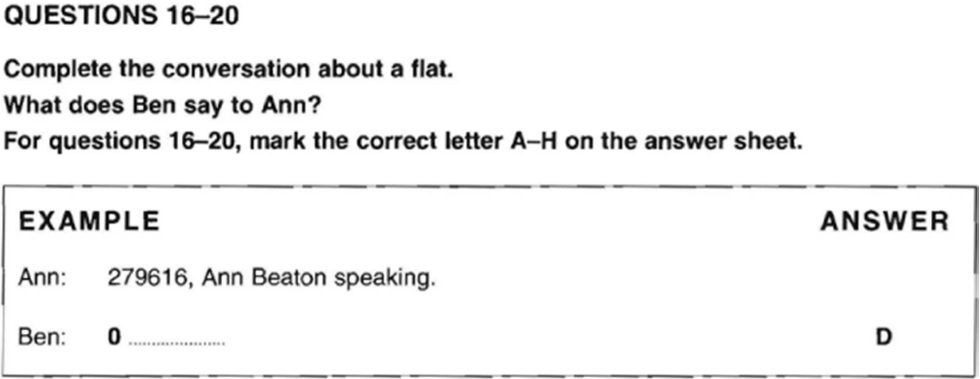 QUESTIONS 16–20
Complete the conversation about a flat.
What does Ben say to Ann?
For questions 16–20, mark the correct letter A–H on the answer sheet.
EXAMPLE ANSWER
Ann: 279616, Ann Beaton speaking.
Ben: 0 ..................... D